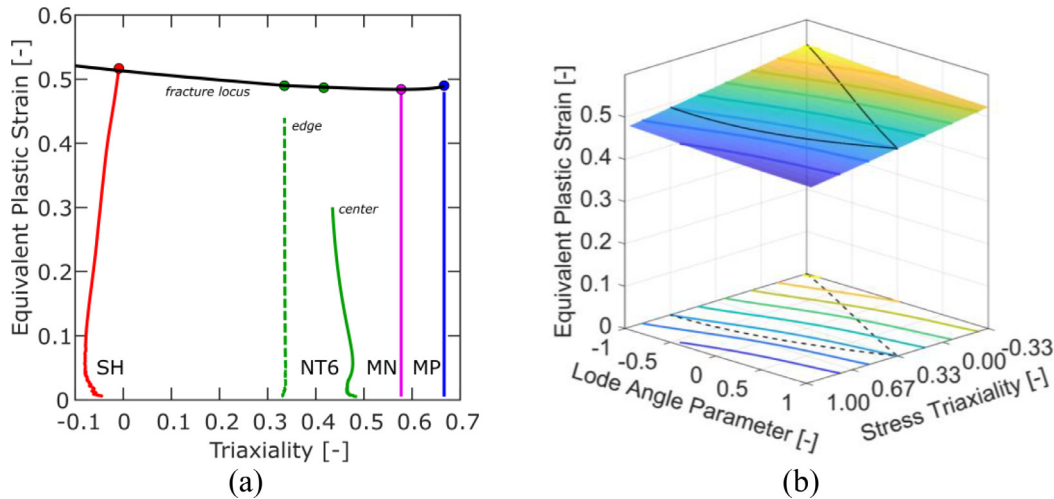 Equivalent Plastic Strain [-]
0.6
0.5
0.4
0.3
0.2
0.1
0
fracture locus
edge
center
SH
NT6
MN
MP
-0.1
0
0.1
0.2
0.3
0.4
0.5
0.6
0.7
Triaxiality [-]
(a)
Equivalent Plastic Strain [-]
0.5
0.4
0.3
0.2
0.1
0
-1
-0.5
0
0.5
1
Lode Angle Parameter [-]
1.00
0.67
0.33
0.00
-0.33
Stress Triaxiality [-]
(b)